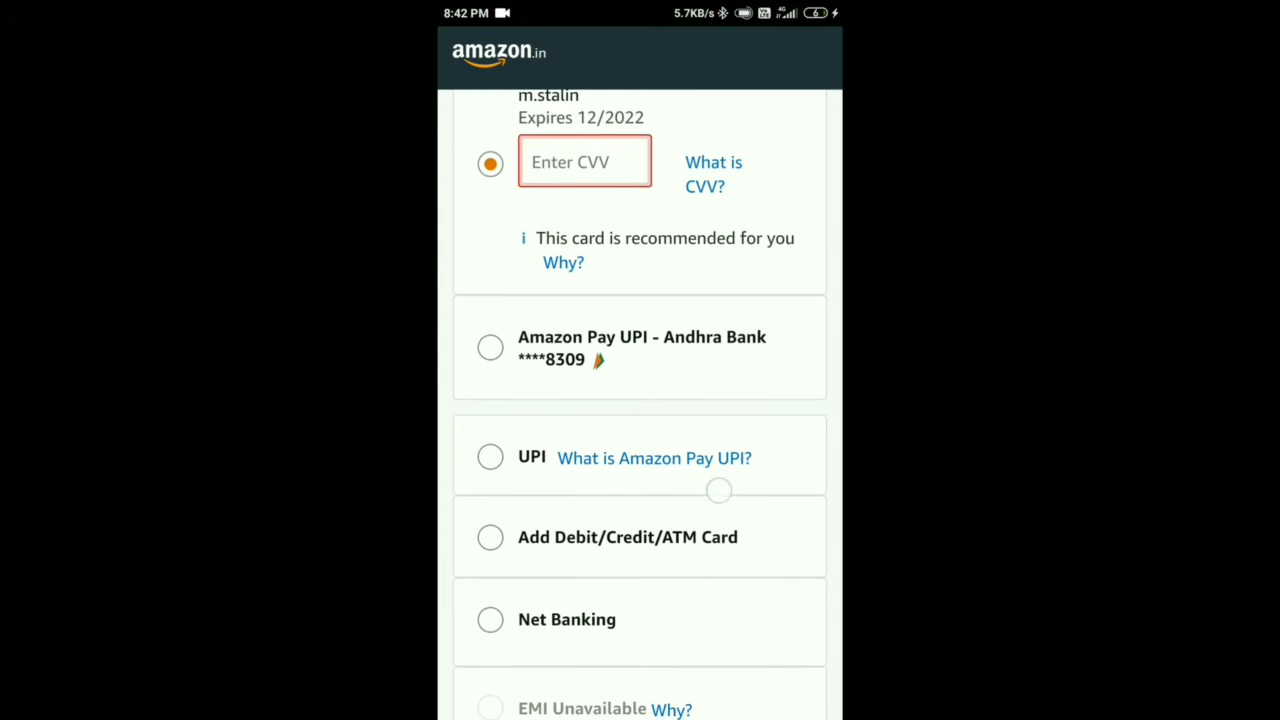 8:42 PM 5.7KB/s 4G 6
amazon.in
m.stalin
Expires 12/2022
Enter CVV What is
CVV?
i This card is recommended for you
Why?
Amazon Pay UPI - Andhra Bank
****8309
UPI What is Amazon Pay UPI?
Add Debit/Credit/ATM Card
Net Banking
EMI Unavailable Why?